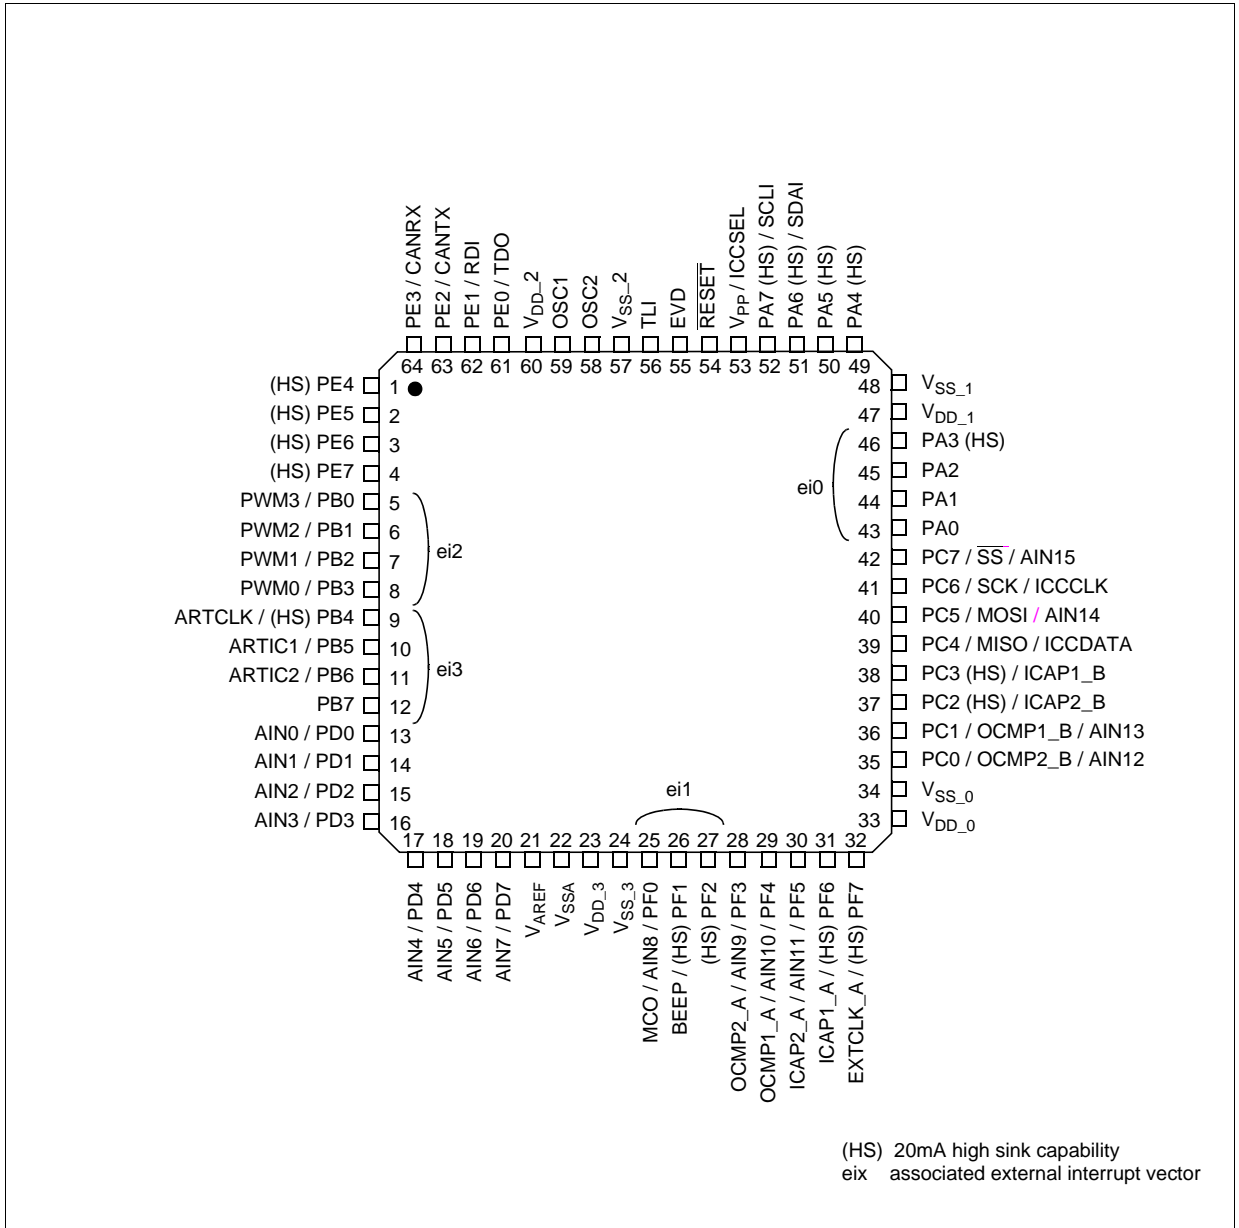 PE3 / CANRX
PE2 / CANTX
PE1 / RDI
PE0 / TDO
VDD_2
OSC1
OSC2
VSS_2
TLI
EVD
RESET
VPP / ICCSEL
PA7 (HS) / SCLI
PA6 (HS) / SDAI
PA5 (HS)
PA4 (HS)
64 63 62 61 60 59 58 57 56 55 54 53 52 51 50 49
(HS) PE4 1
(HS) PE5 2
(HS) PE6 3
(HS) PE7 4
PWM3 / PB0 5
PWM2 / PB1 6
PWM1 / PB2 7
PWM0 / PB3 8
ei2
ARTCLK / (HS) PB4 9
ARTIC1 / PB5 10
ARTIC2 / PB6 11
PB7 12
ei3
AIN0 / PD0 13
AIN1 / PD1 14
AIN2 / PD2 15
AIN3 / PD3 16
48 VSS_1
47 VDD_1
46 PA3 (HS)
45 PA2
44 PA1
43 PA0
ei0
42 PC7 / SS / AIN15
41 PC6 / SCK / ICCCLK
40 PC5 / MOSI / AIN14
39 PC4 / MISO / ICCDATA
38 PC3 (HS) / ICAP1_B
37 PC2 (HS) / ICAP2_B
36 PC1 / OCMP1_B / AIN13
35 PC0 / OCMP2_B / AIN12
34 VSS_0
33 VDD_0
ei1
17 18 19 20 21 22 23 24 25 26 27 28 29 30 31 32
AIN4 / PD4
AIN5 / PD5
AIN6 / PD6
AIN7 / PD7
VAREF
VSSA
VDD_3
VSS_3
MCO / AIN8 / PF0
BEEP / (HS) PF1
(HS) PF2
OCMP2_A / AIN9 / PF3
OCMP1_A / AIN10 / PF4
ICAP2_A / AIN11 / PF5
ICAP1_A / (HS) PF6
EXTCLK_A / (HS) PF7
(HS) 20mA high sink capability
eix associated external interrupt vector